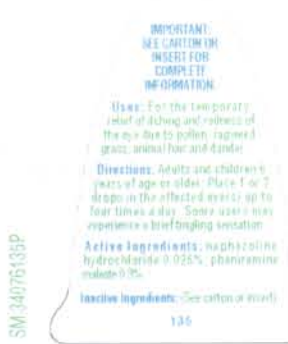 IMPORTANT:
SEE CARTON OR
INSERT FOR
COMPLETE
INFORMATION.
Uses: For the temporary
relief of itching and redness of
the eye due to pollen, ragweed
grass, animal hair and dander.
Directions: Adults and children 6
years of age or older: Place 1 or 2
drops in the affected eye(s) up to
four times a day. Some users may
experience a brief tingling sensation.
Active Ingredients: naphazoline
hydrochloride 0.025%, pheniramine
maleate 0.3%.
Inactive Ingredients: (See carton or insert)
136
SM:34076135P